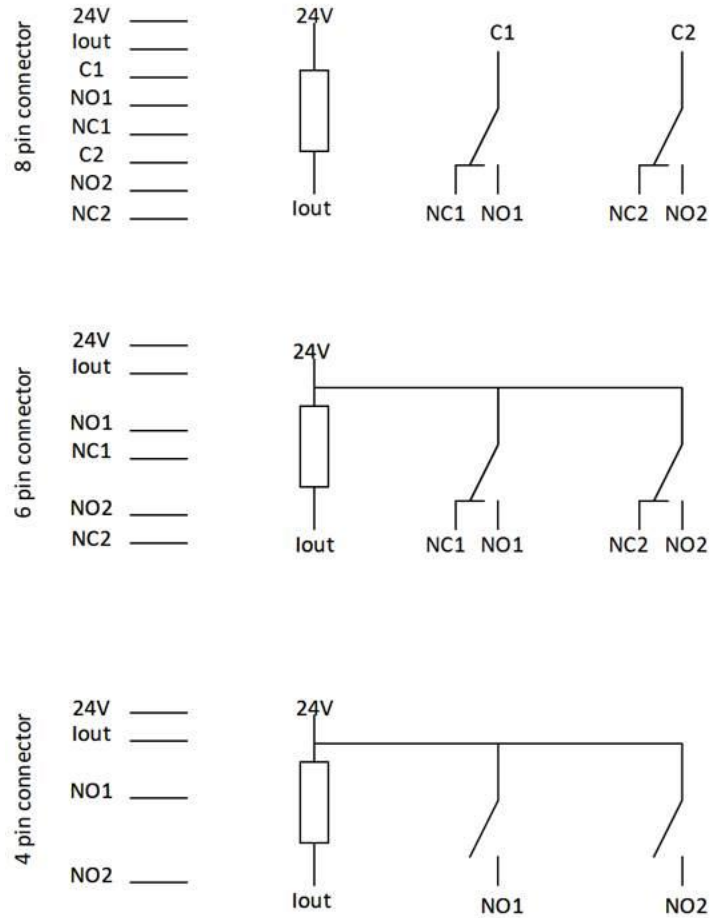 8 pin connector
24V
Iout
C1
NO1
NC1
C2
NO2
NC2
24V
Iout
C1
NC1 NO1
C2
NC2 NO2
6 pin connector
24V
Iout
NO1
NC1
NO2
NC2
24V
Iout
NC1 NO1
NC2 NO2
4 pin connector
24V
Iout
NO1
NO2
24V
Iout
NO1
NO2